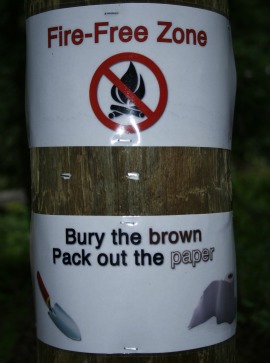 Fire-Free Zone
Bury the brown
Pack out the paper